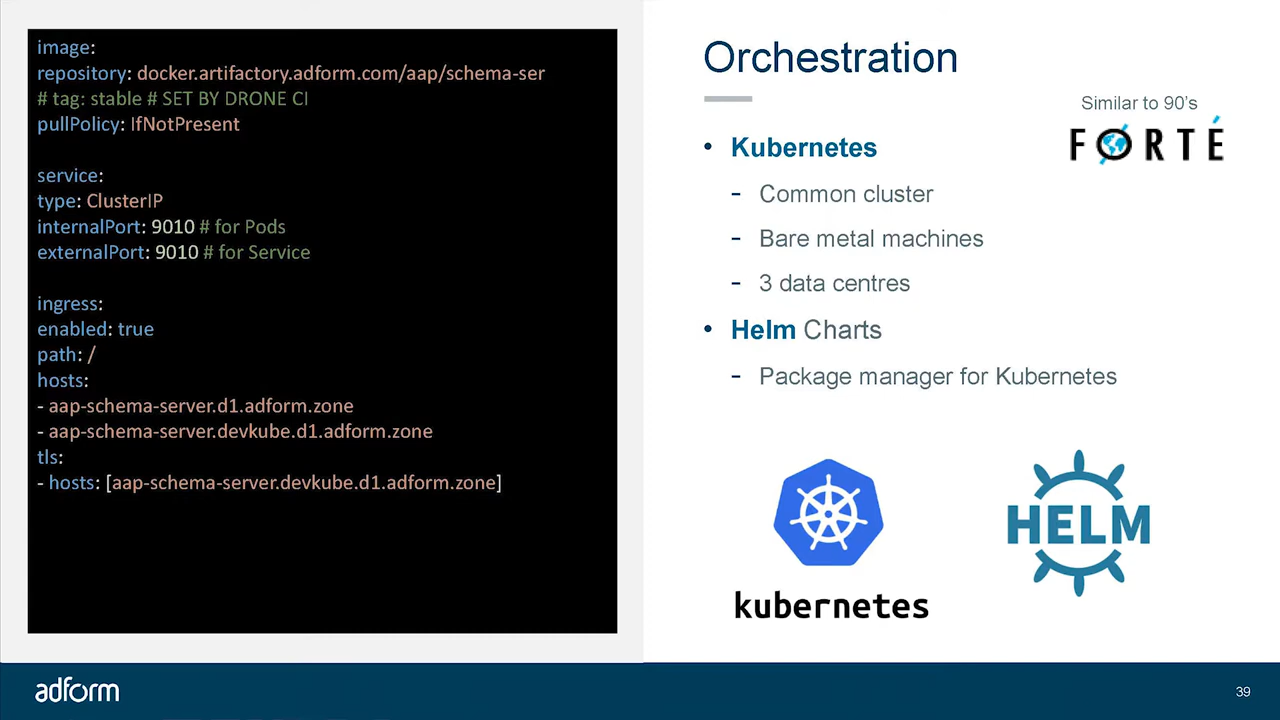 image:
repository: docker.artifactory.adform.com/aap/schema-ser
# tag: stable # SET BY DRONE CI
pullPolicy: IfNotPresent
service:
type: ClusterIP
internalPort: 9010 # for Pods
externalPort: 9010 # for Service
ingress:
enabled: true
path: /
hosts:
- aap-schema-server.d1.adform.zone
- aap-schema-server.devkube.d1.adform.zone
tls:
- hosts: [aap-schema-server.devkube.d1.adform.zone]
Orchestration
Similar to 90's
FORTÉ
• Kubernetes
- Common cluster
- Bare metal machines
- 3 data centres
• Helm Charts
- Package manager for Kubernetes
kubernetes
HELM
adform
39